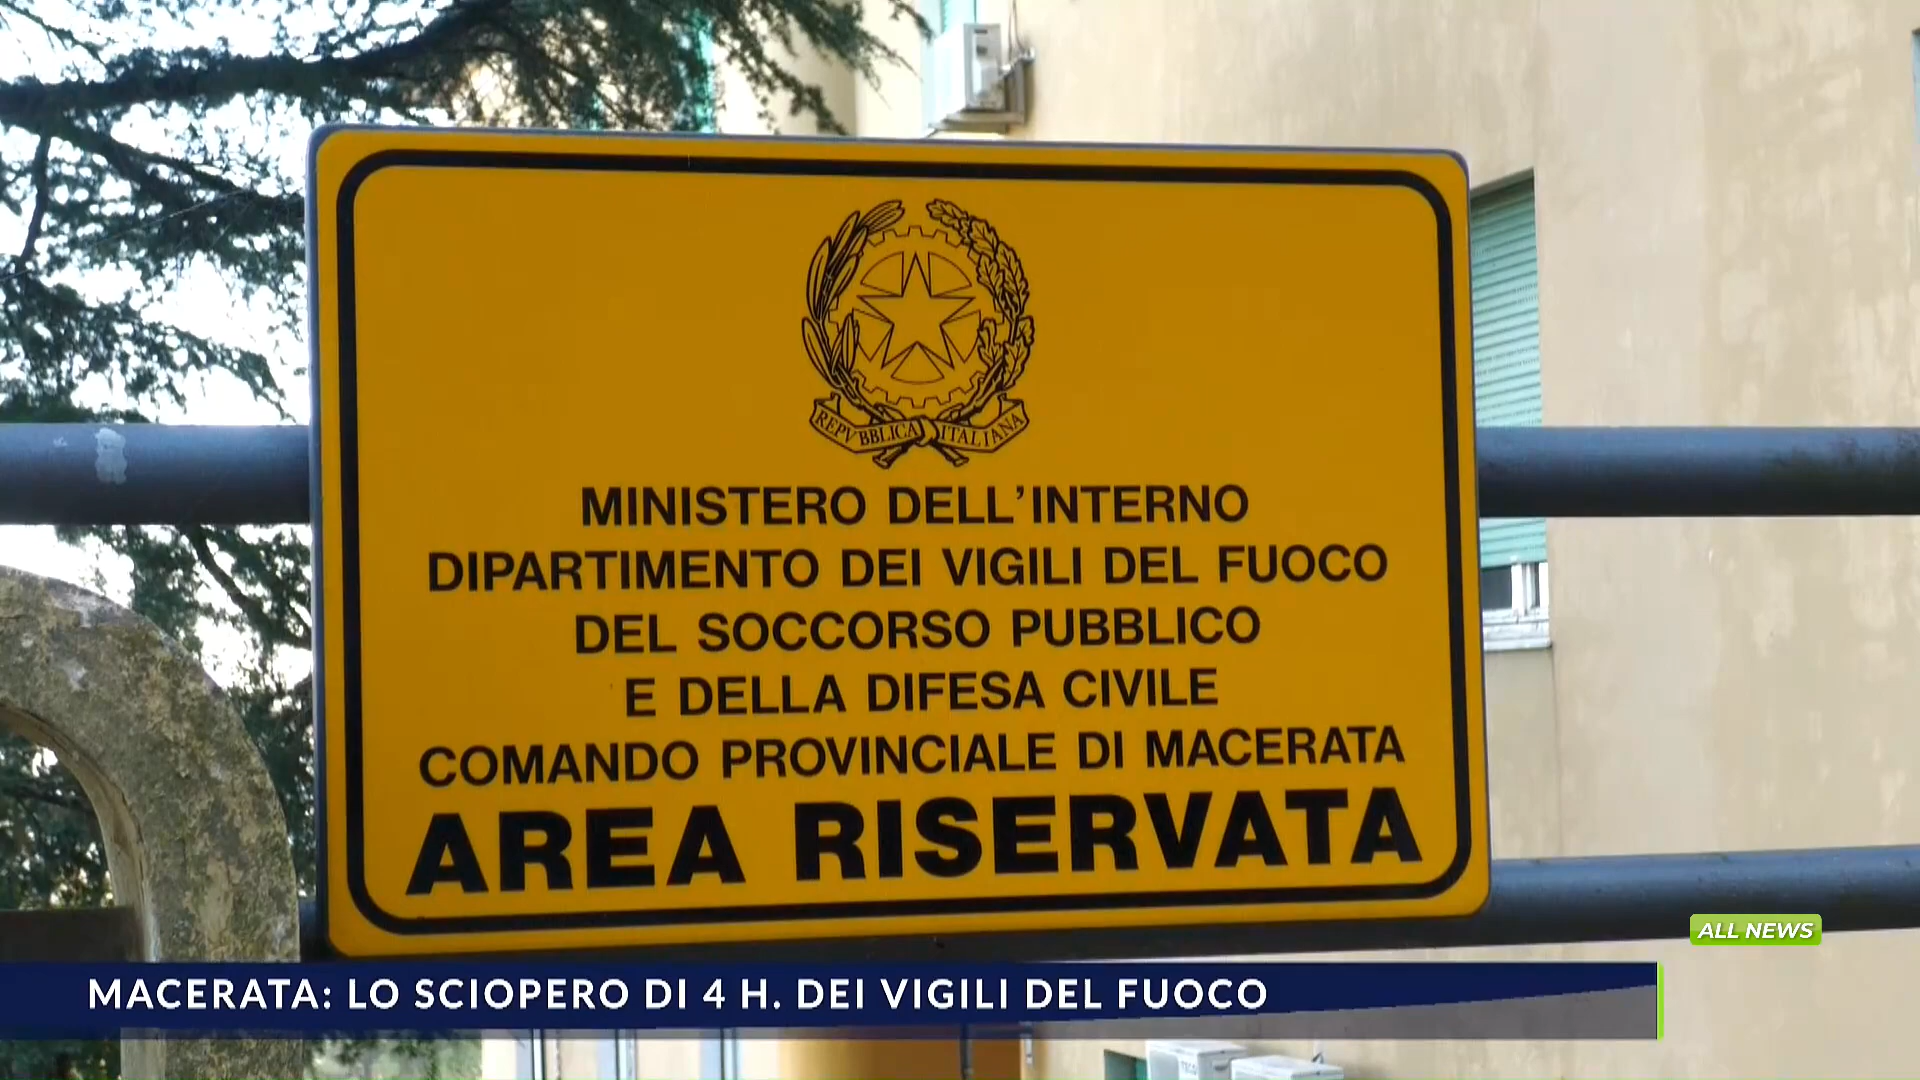 REPVBBLICA ITALIANA
MINISTERO DELL'INTERNO
DIPARTIMENTO DEI VIGILI DEL FUOCO
DEL SOCCORSO PUBBLICO
E DELLA DIFESA CIVILE
COMANDO PROVINCIALE DI MACERATA
AREA RISERVATA
ALL NEWS
MACERATA: LO SCIOPERO DI 4 H. DEI VIGILI DEL FUOCO